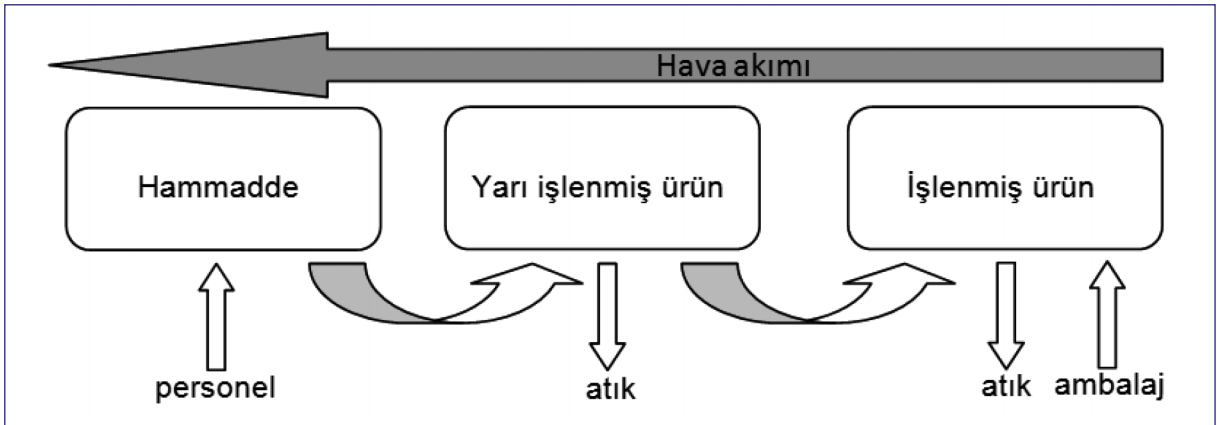 Hava akımı
Hammadde
Yarı işlenmiş ürün
İşlenmiş ürün
personel
atık
atık
ambalaj